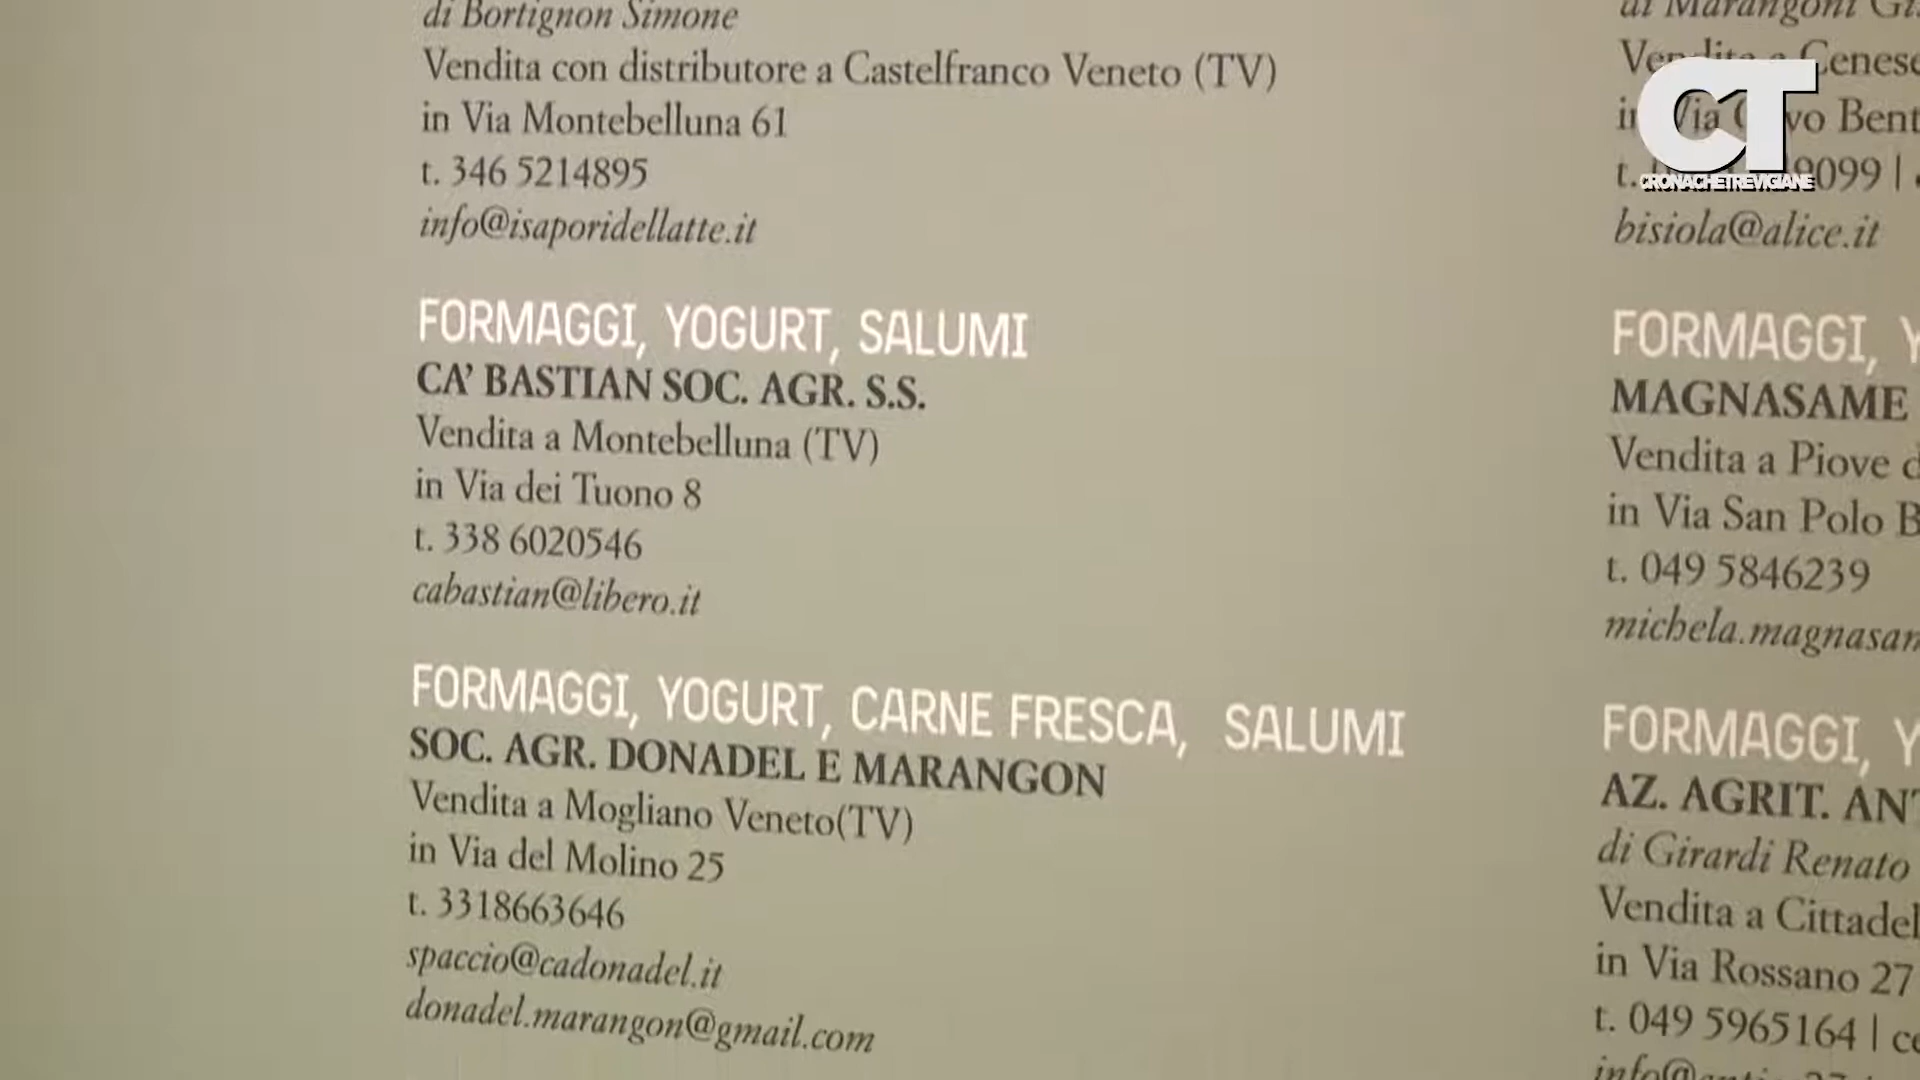 di Bortignon Simone
Vendita con distributore a Castelfranco Veneto (TV)
in Via Montebelluna 61
t. 346 5214895
info@isaporidellatte.it
FORMAGGI, YOGURT, SALUMI
CA' BASTIAN SOC. AGR. S.S.
Vendita a Montebelluna (TV)
in Via dei Tuono 8
t. 338 6020546
cabastian@libero.it
FORMAGGI, YOGURT, CARNE FRESCA, SALUMI
SOC. AGR. DONADEL E MARANGON
Vendita a Mogliano Veneto(TV)
in Via del Molino 25
t. 3318663646
spaccio@cadonadel.it
donadel.marangon@gmail.com
di Marangoni
bisiola@alice.it
FORMAGGI,
MAGNASAME
Vendita a Piove
in Via San Polo
t. 049 5846239
FORMAGGI,
AZ. AGRIT.
di Girardi Renato
Vendita a
in Via Rossano 27
t. 049 5965164 |
CT
CRONACHETREVIGIANE